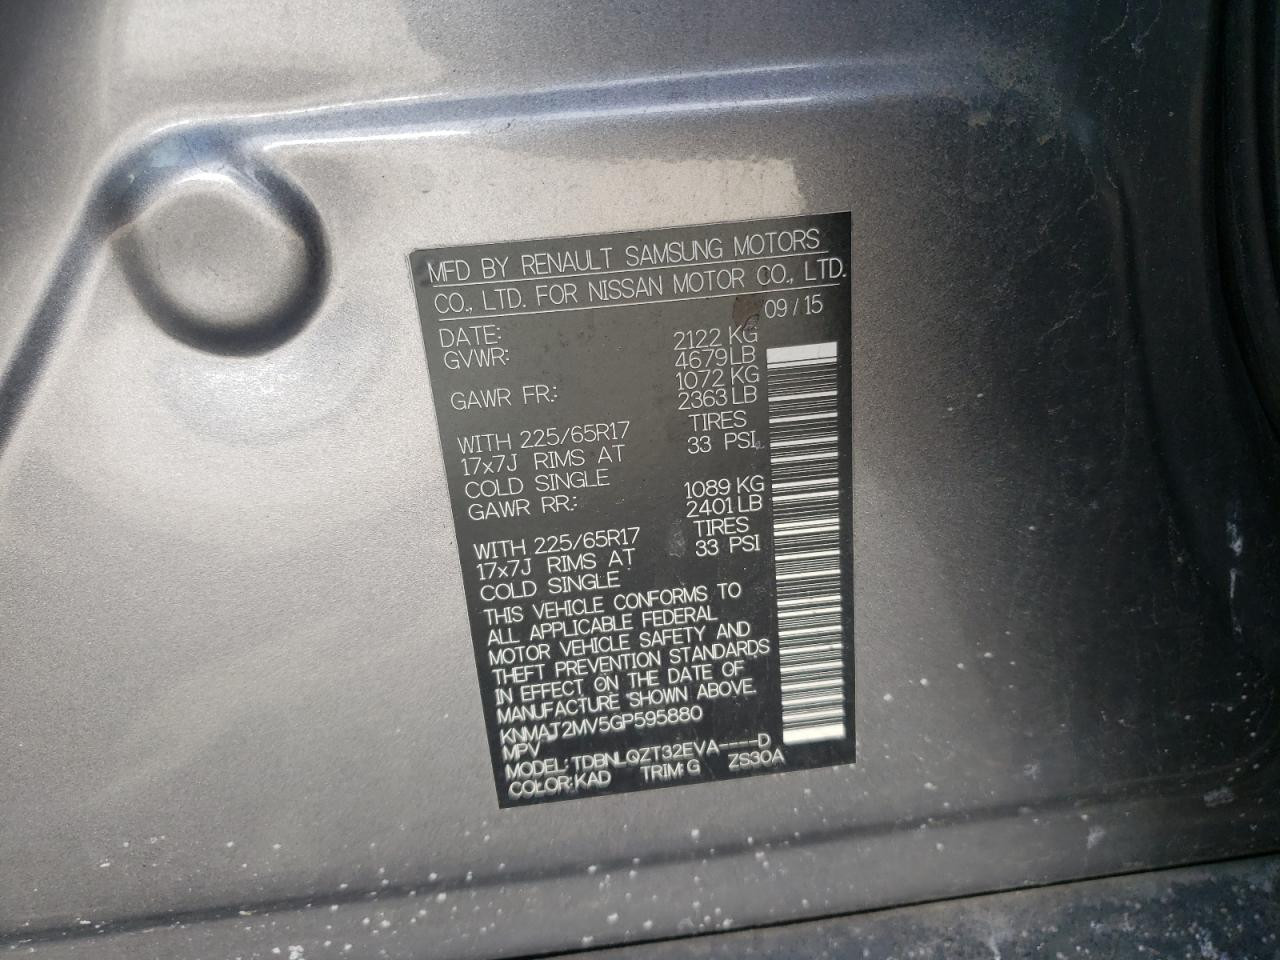 MFD BY RENAULT SAMSUNG MOTORS
CO., LTD. FOR NISSAN MOTOR CO., LTD.
DATE: 09/15
GVWR: 2122 KG
4679 LB
GAWR FR.: 1072 KG
2363 LB
WITH 225/65R17 TIRES
17x7J RIMS AT 33 PSI
COLD SINGLE
GAWR RR.: 1089 KG
2401 LB
WITH 225/65R17 TIRES
17x7J RIMS AT 33 PSI
COLD SINGLE
THIS VEHICLE CONFORMS TO
ALL APPLICABLE FEDERAL
MOTOR VEHICLE SAFETY AND
THEFT PREVENTION STANDARDS
IN EFFECT ON THE DATE OF
MANUFACTURE SHOWN ABOVE.
KNMAJ2MV5GP595880
MPV
MODEL: TDBNLQZT32EVA----D
COLOR:KAD TRIM:G ZS30A